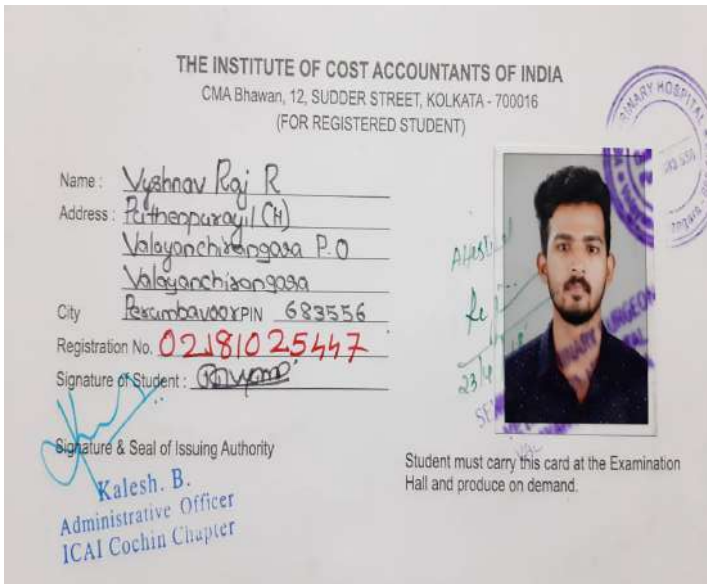 THE INSTITUTE OF COST ACCOUNTANTS OF INDIA
CMA Bhawan, 12, SUDDER STREET, KOLKATA - 700016
(FOR REGISTERED STUDENT)
Name : Vyshnav Raj R
Address : Puthenpurayil (H)
Valayanchirangara P.O
Valayanchirangara
City Perumbavoor PIN 683556
Registration No. 02181025447
Signature of Student :
Signature & Seal of Issuing Authority
Kalesh. B.
Administrative Officer
ICAI Cochin Chapter
Attested
Student must carry this card at the Examination
Hall and produce on demand.